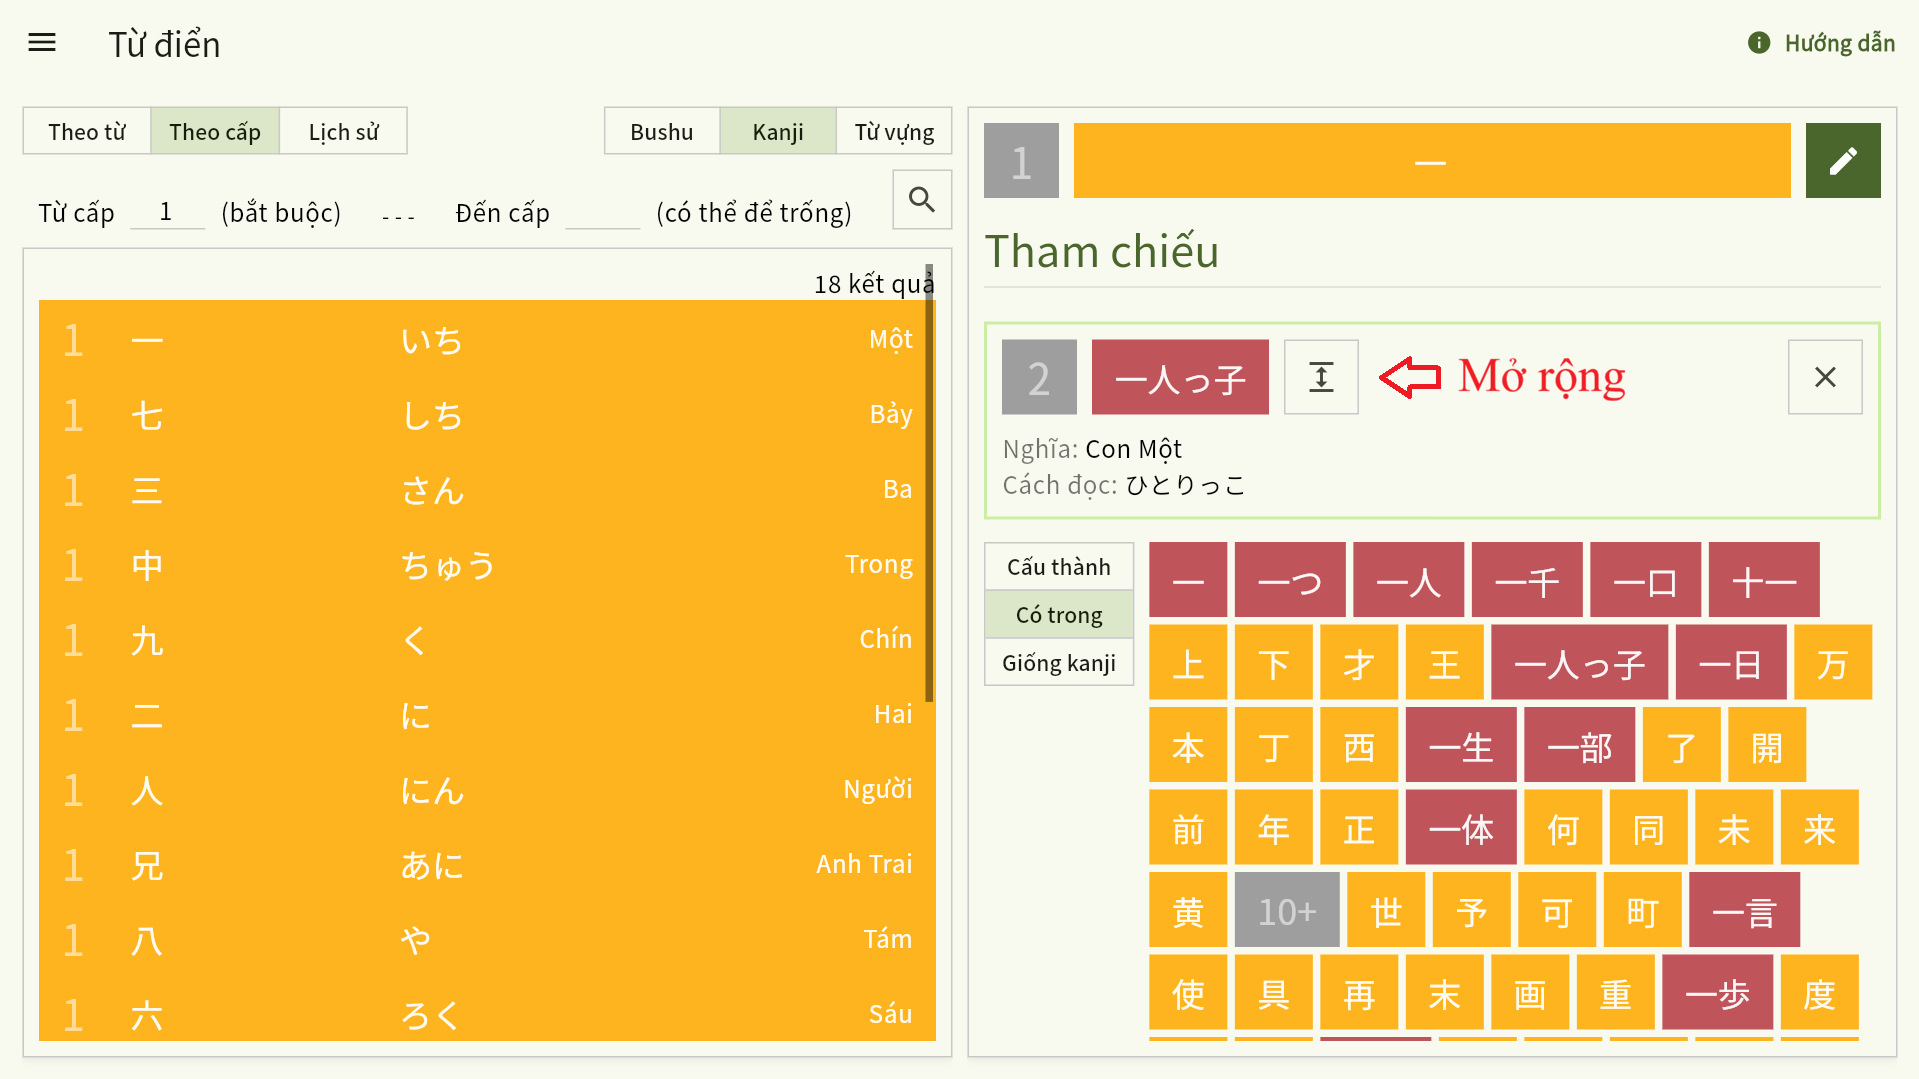 Từ điển
Hướng dẫn
Theo từ Theo cấp Lịch sử
Bushu Kanji Từ vựng
Từ cấp 1 (bắt buộc) --- Đến cấp (có thể để trống)
18 kết quả
1 一 いち Một
1 七 しち Bảy
1 三 さん Ba
1 中 ちゅう Trong
1 九 く Chín
1 二 に Hai
1 人 にん Người
1 兄 あに Anh Trai
1 八 や Tám
1 六 ろく Sáu
1 一
Tham chiếu
2 一人っ子 Mở rộng
Nghĩa: Con Một
Cách đọc: ひとりっこ
Cấu thành
Có trong
Giống kanji
一 一つ 一人 一千 一口 十一
上 下 才 王 一人っ子 一日 万
本 丁 西 一生 一部 了 開
前 年 正 一体 何 同 未 来
黄 10+ 世 予 可 町 一言
使 具 再 末 画 重 一歩 度